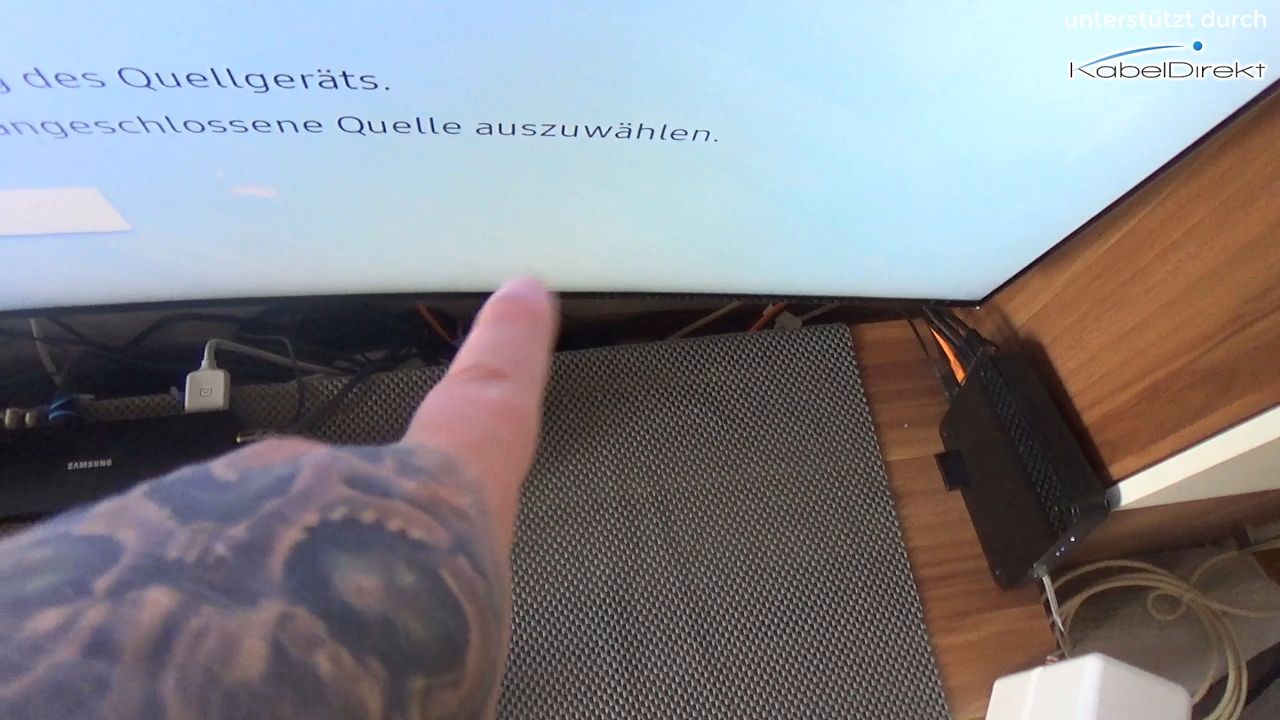 unterstützt durch
KabelDirekt
des Quellgeräts.
angeschlossene Quelle auszuwählen.
SAMSUNG